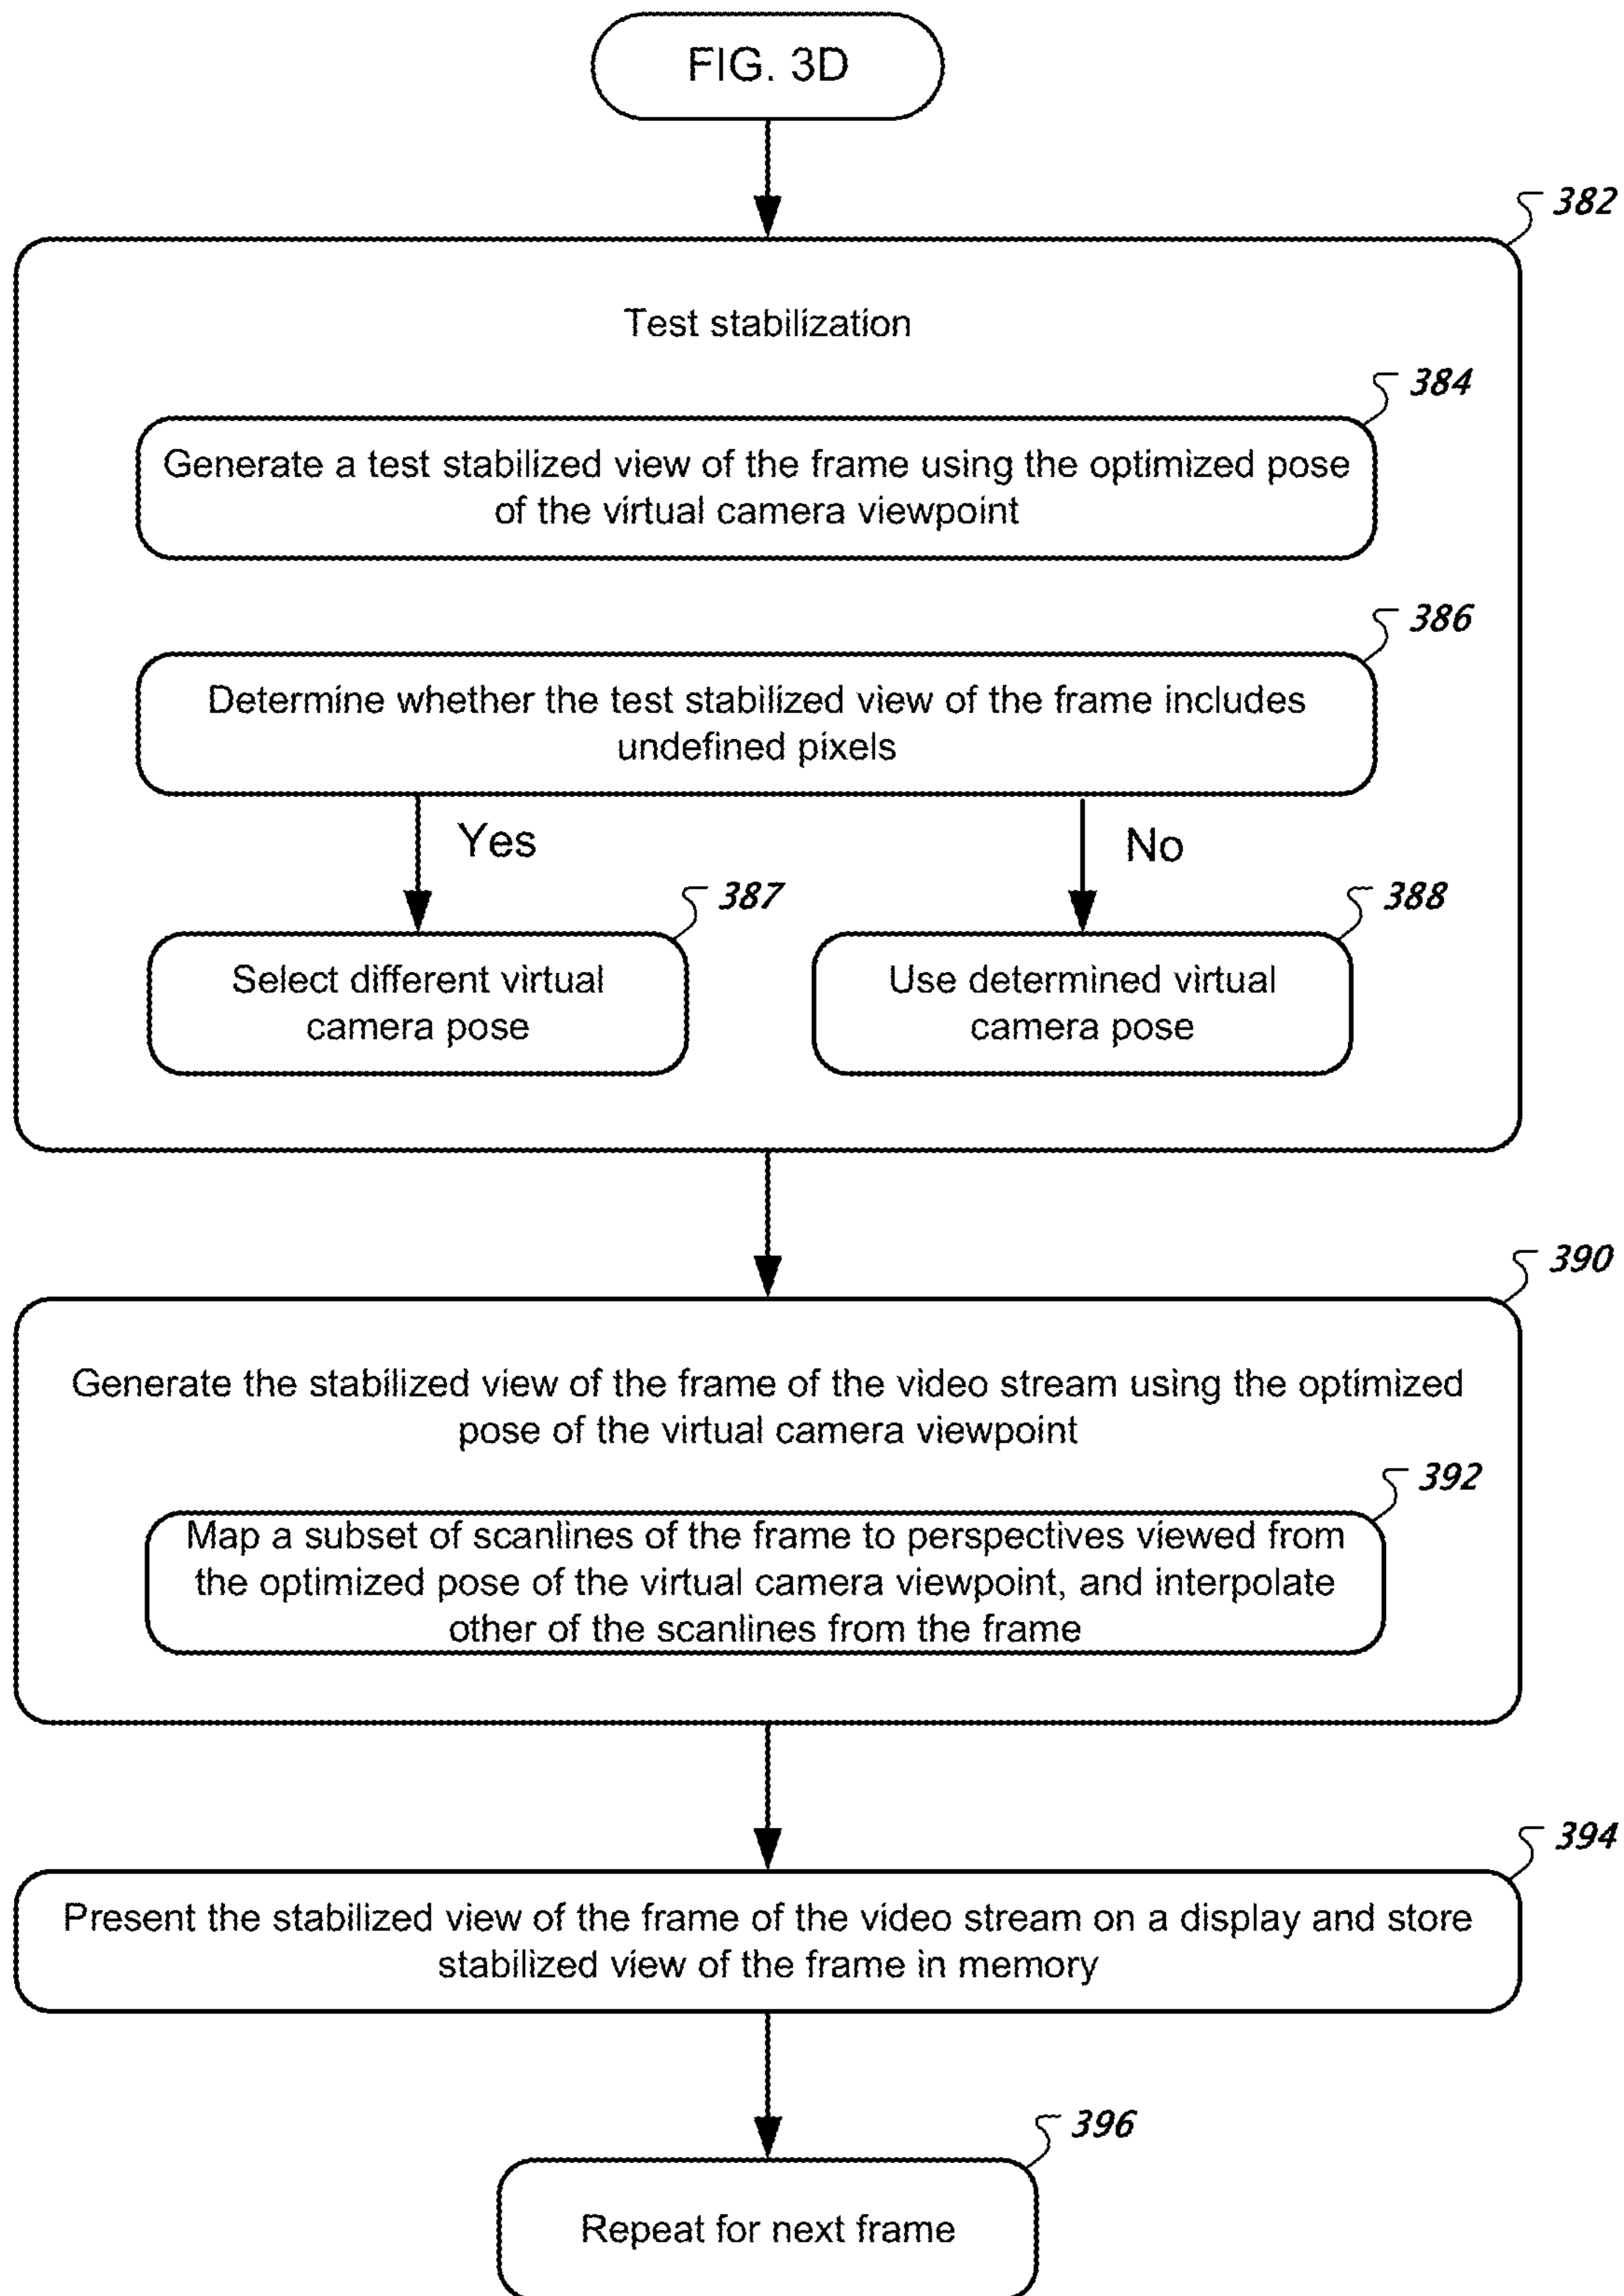 FIG. 3D
382
Test stabilization
384
Generate a test stabilized view of the frame using the optimized pose
of the virtual camera viewpoint
386
Determine whether the test stabilized view of the frame includes
undefined pixels
Yes
No
387
388
Select different virtual
camera pose
Use determined virtual
camera pose
390
Generate the stabilized view of the frame of the video stream using the optimized
pose of the virtual camera viewpoint
392
Map a subset of scanlines of the frame to perspectives viewed from
the optimized pose of the virtual camera viewpoint, and interpolate
other of the scanlines from the frame
394
Present the stabilized view of the frame of the video stream on a display and store
stabilized view of the frame in memory
396
Repeat for next frame